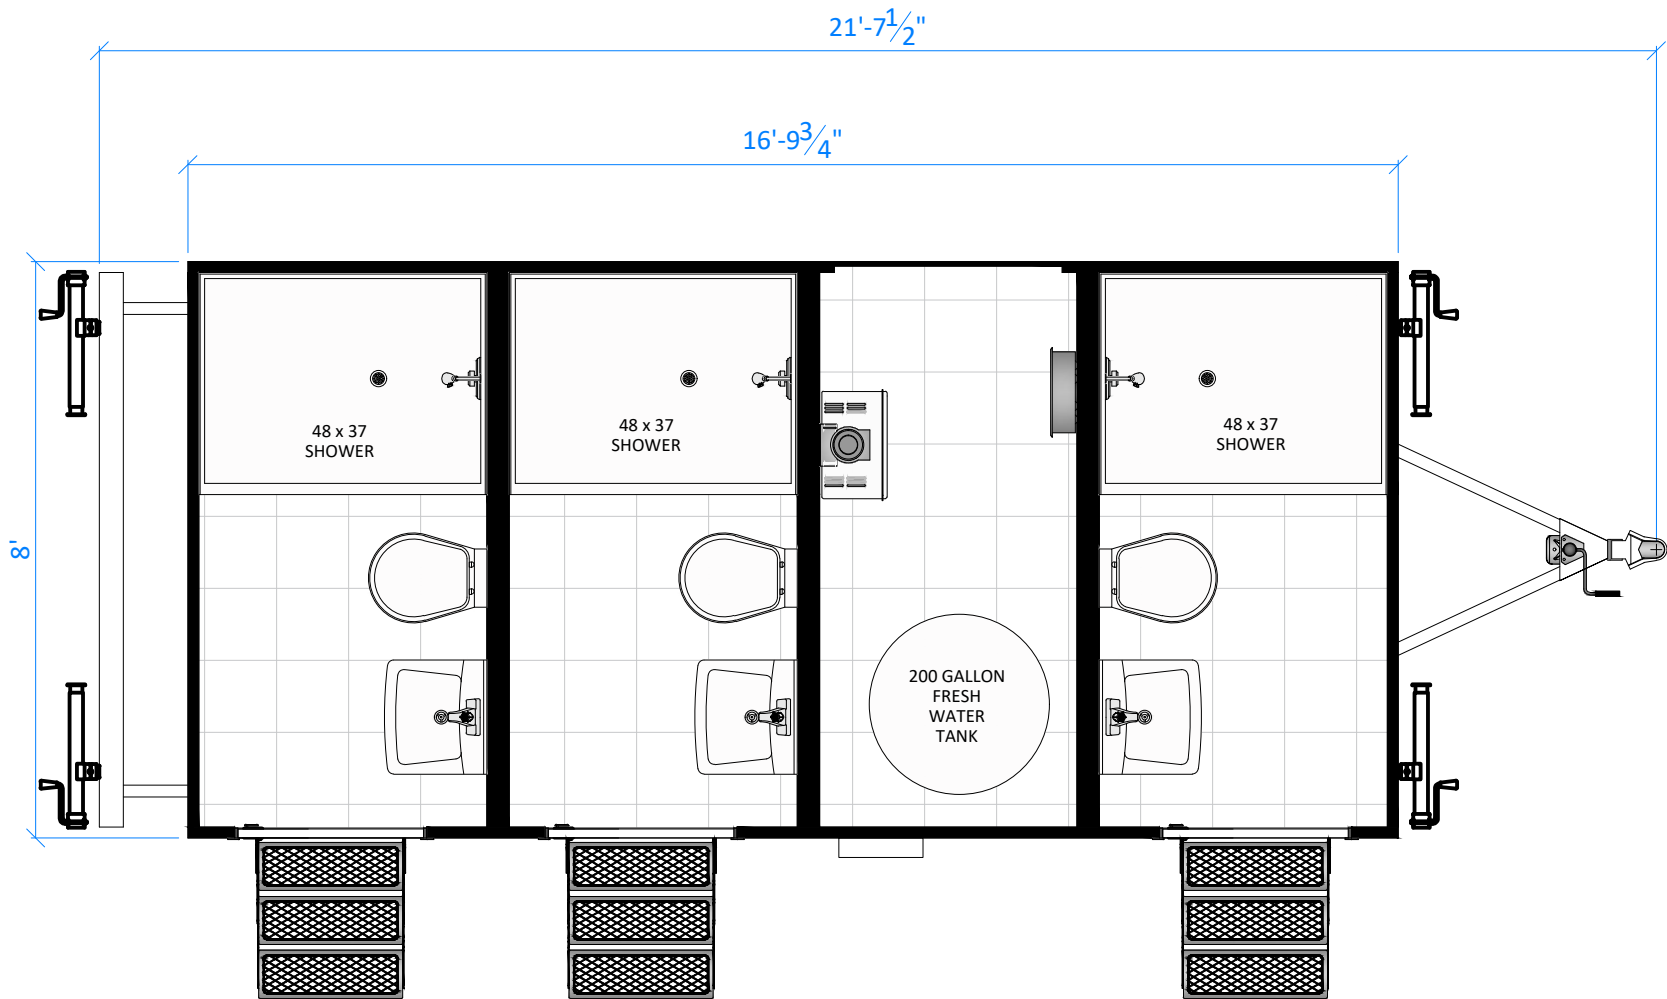 21'-7½"
16'-9¾"
8'
48 x 37
SHOWER
48 x 37
SHOWER
48 x 37
SHOWER
200 GALLON
FRESH
WATER
TANK